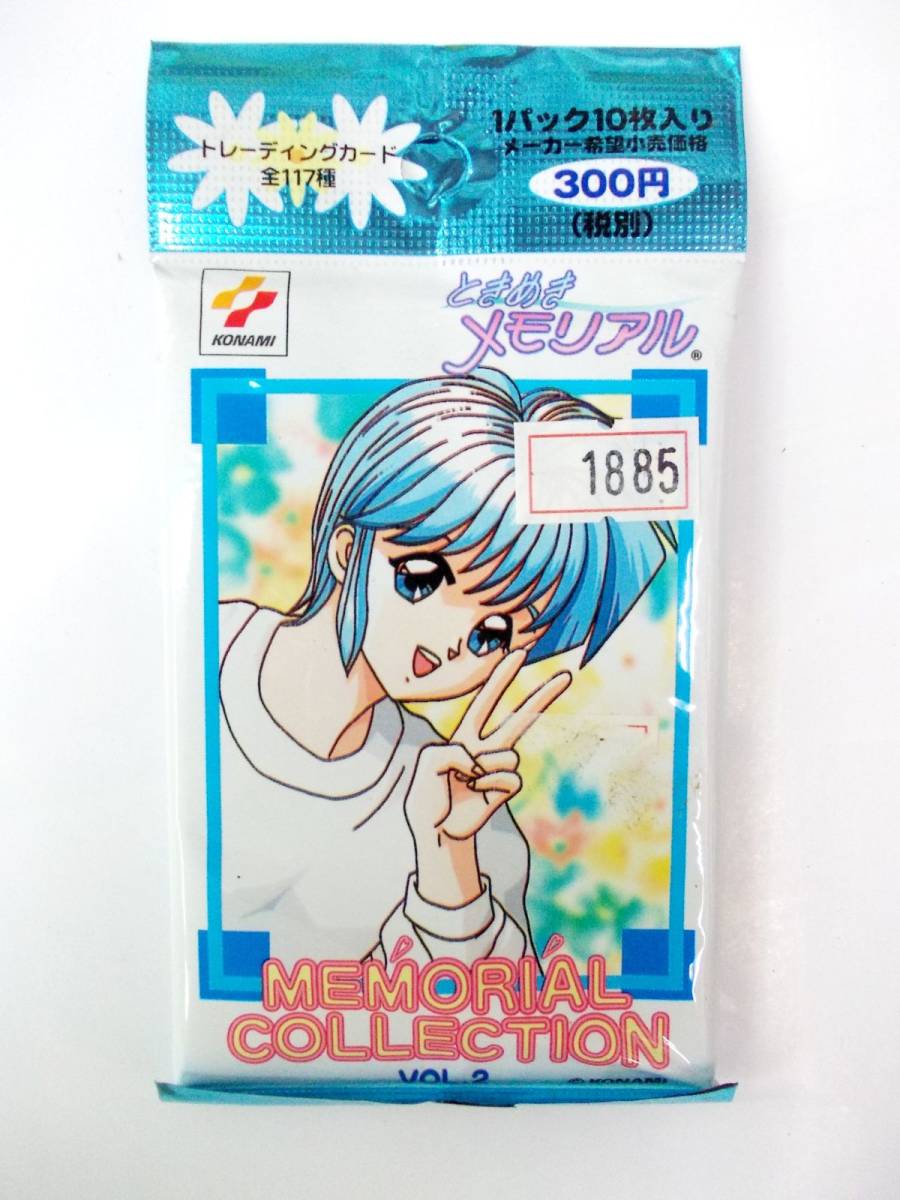 トレーディングカード
全117種
1パック10枚入り
メーカー希望小売価格
300円
(税別)
KONAMI
ときめき
メモリアル®
1885
MEMORIAL
COLLECTION
VOL.2
© KONAMI